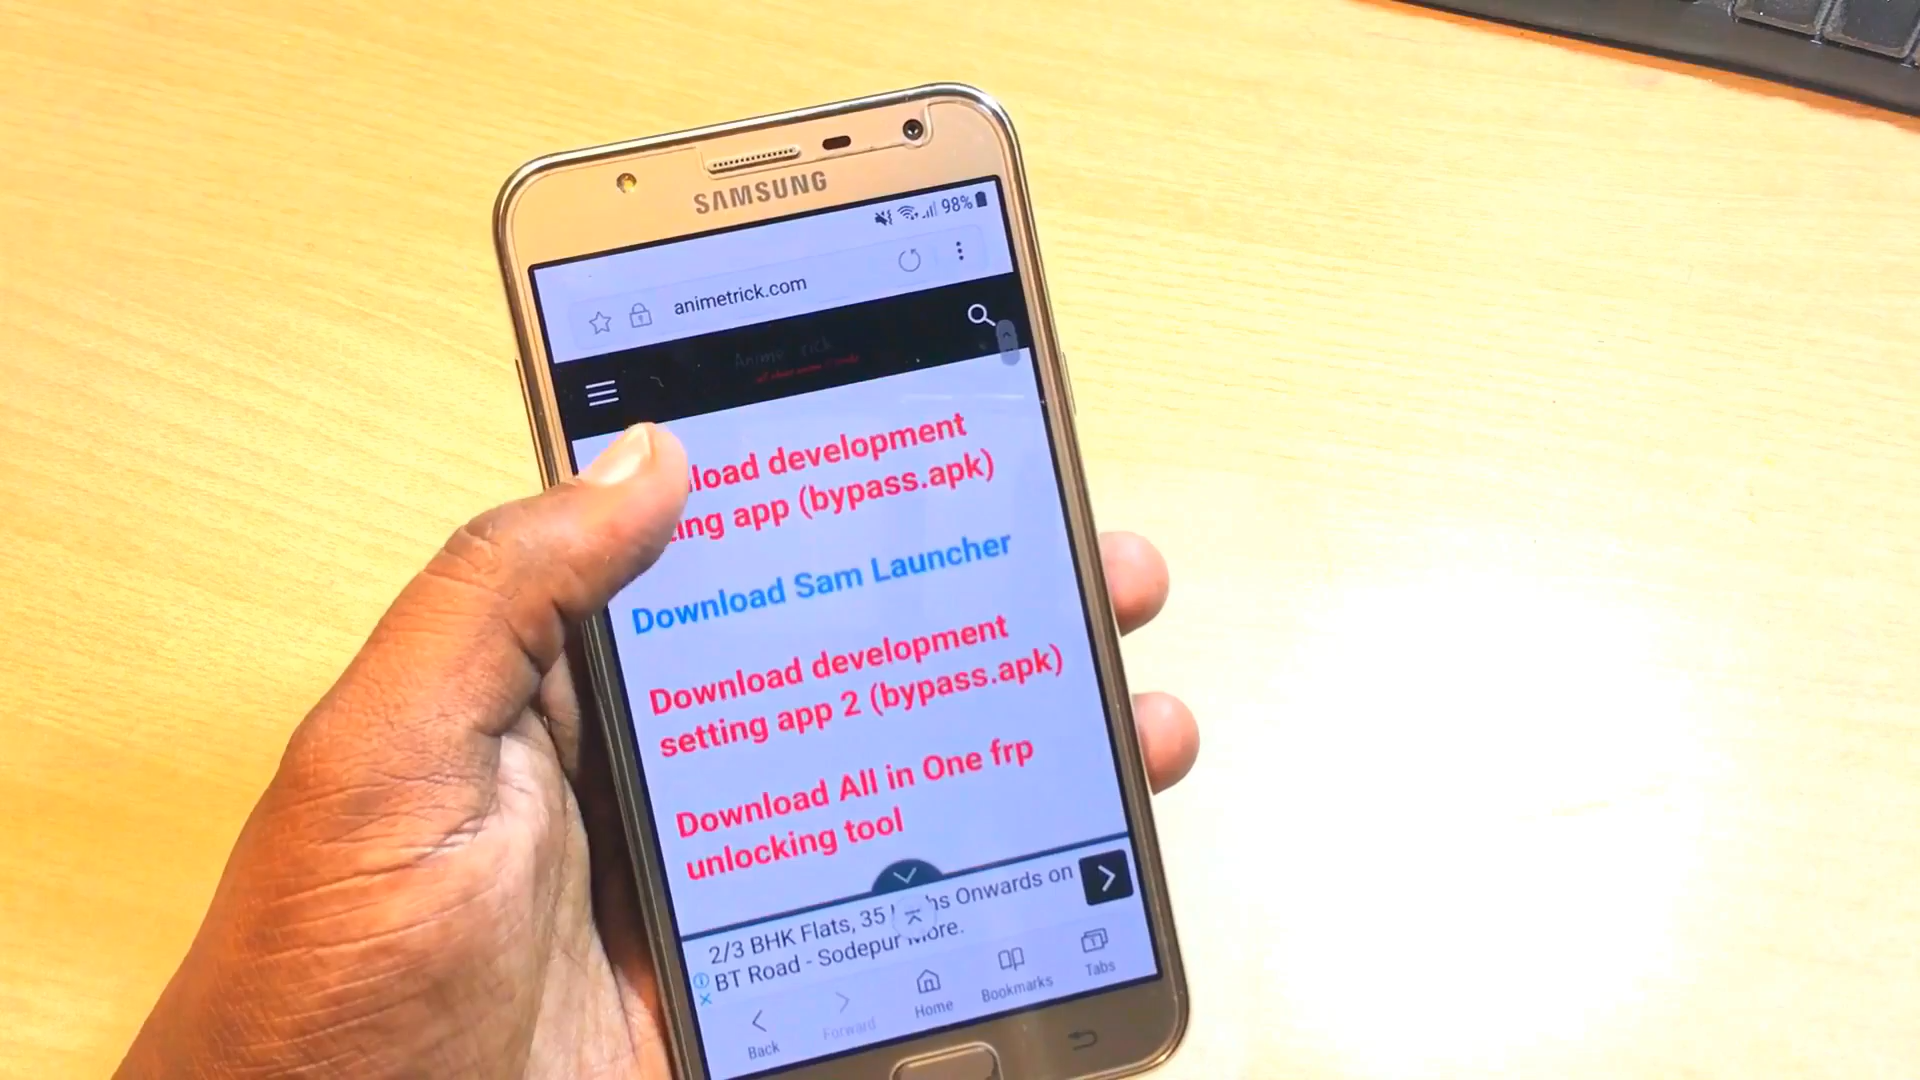 SAMSUNG
98%
animetrick.com
load development
ing app (bypass.apk)
Download Sam Launcher
Download development
setting app 2 (bypass.apk)
Download All in One frp
unlocking tool
2/3 BHK Flats, 35 Onwards on
BT Road - Sodepur More.
Back
Forward
Home
Bookmarks
Tabs